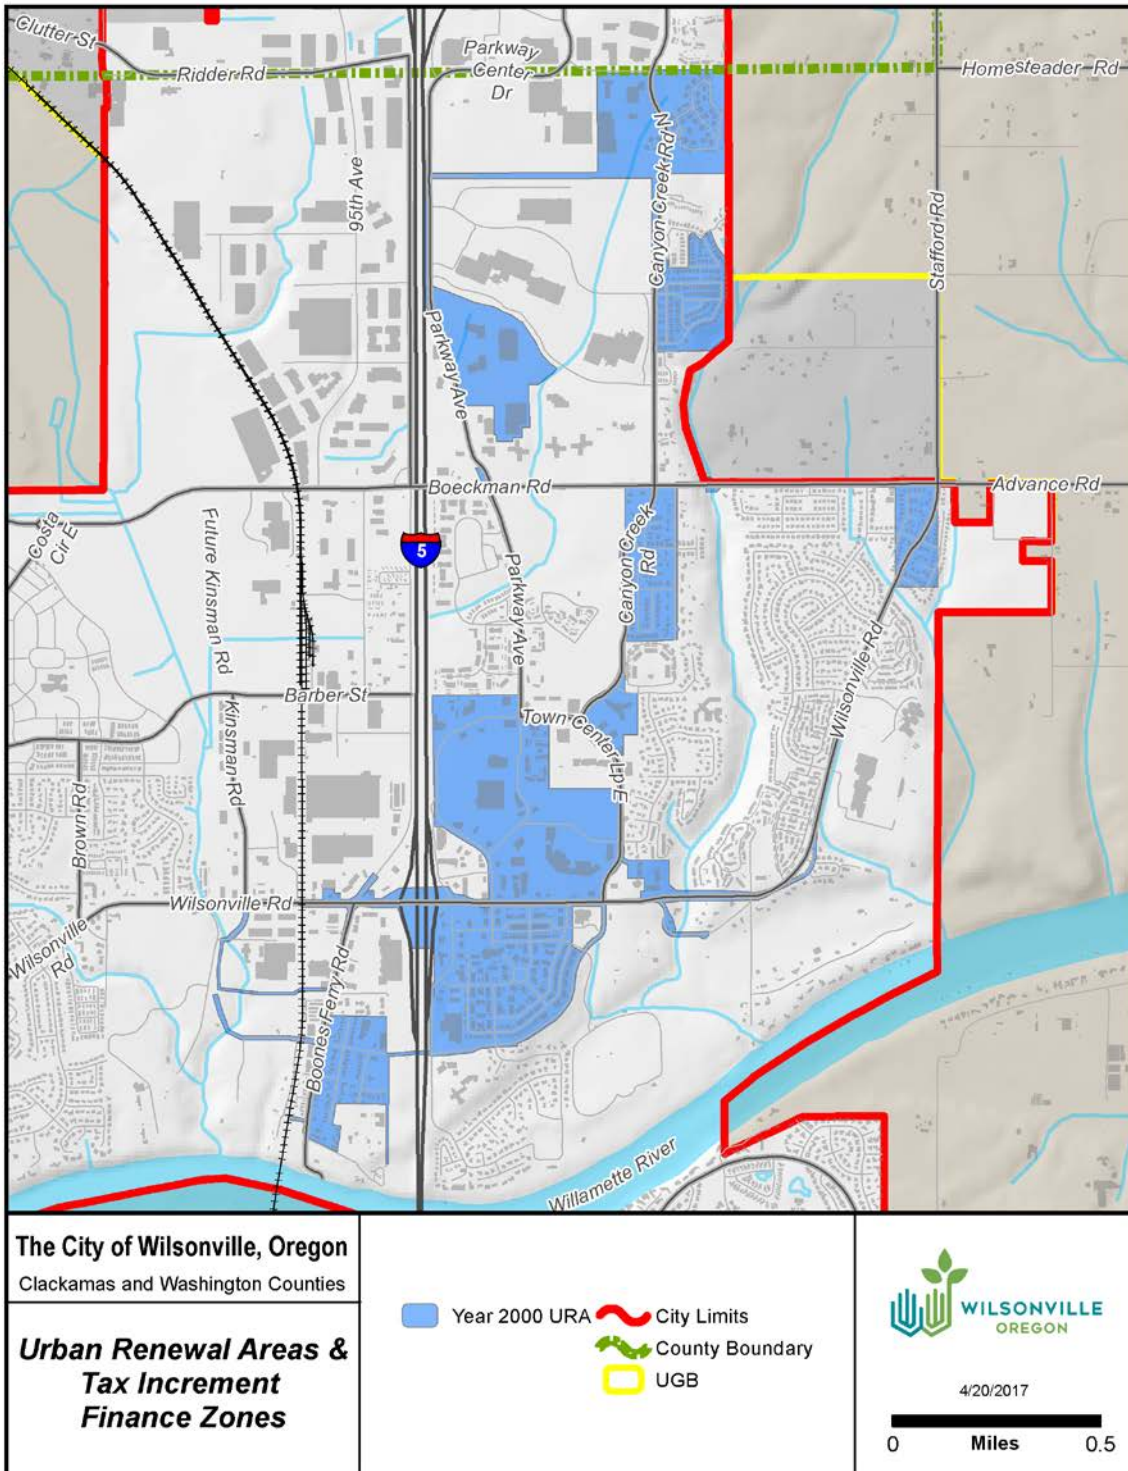 Clutter St
Ridder Rd
Parkway
Center
Dr
Homesteader Rd
95th Ave
Canyon Creek Rd N
Stafford Rd
Parkway Ave
Boeckman Rd
Advance Rd
Costa
Cir E
Future Kinsman Rd
5
Canyon Creek
Rd
Parkway Ave
Wilsonville Rd
Barber St
Kinsman Rd
Town Center Lp E
Brown Rd
Wilsonville Rd
Wilsonville
Rd
Boones Ferry Rd
Willamette River
The City of Wilsonville, Oregon
Clackamas and Washington Counties
Urban Renewal Areas &
Tax Increment
Finance Zones
Year 2000 URA
City Limits
County Boundary
UGB
WILSONVILLE
OREGON
4/20/2017
0 Miles 0.5